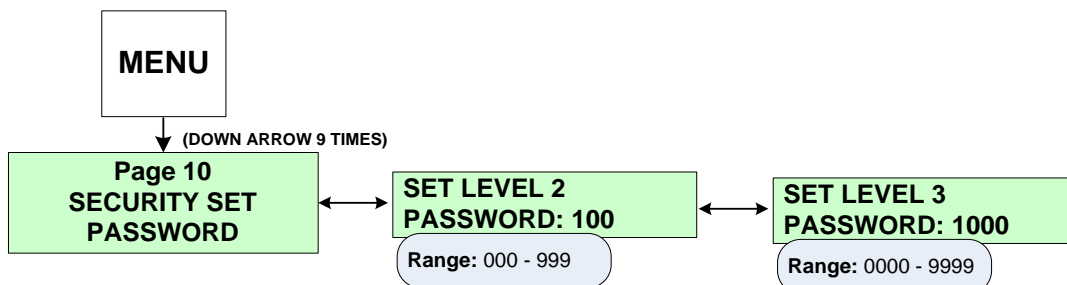 MENU
(DOWN ARROW 9 TIMES)
Page 10
SECURITY SET
PASSWORD
SET LEVEL 2
PASSWORD: 100
Range: 000 - 999
SET LEVEL 3
PASSWORD: 1000
Range: 0000 - 9999